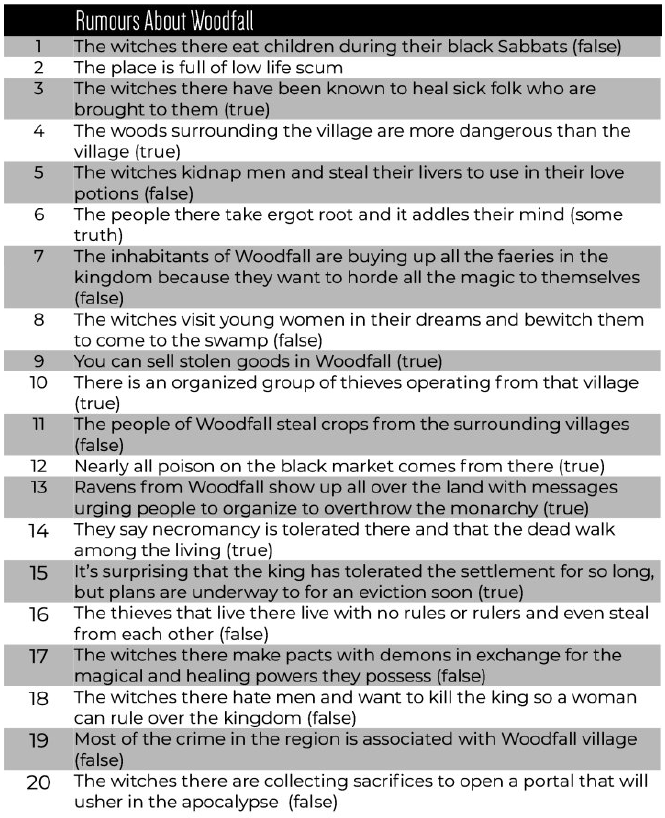 Rumours About Woodfall
1 The witches there eat children during their black Sabbats (false)
2 The place is full of low life scum
3 The witches there have been known to heal sick folk who are
brought to them (true)
4 The woods surrounding the village are more dangerous than the
village (true)
5 The witches kidnap men and steal their livers to use in their love
potions (false)
6 The people there take ergot root and it addles their mind (some
truth)
7 The inhabitants of Woodfall are buying up all the faeries in the
kingdom because they want to horde all the magic to themselves
(false)
8 The witches visit young women in their dreams and bewitch them
to come to the swamp (false)
9 You can sell stolen goods in Woodfall (true)
10 There is an organized group of thieves operating from that village
(true)
11 The people of Woodfall steal crops from the surrounding villages
(false)
12 Nearly all poison on the black market comes from there (true)
13 Ravens from Woodfall show up all over the land with messages
urging people to organize to overthrow the monarchy (true)
14 They say necromancy is tolerated there and that the dead walk
among the living (true)
15 It's surprising that the king has tolerated the settlement for so long,
but plans are underway to for an eviction soon (true)
16 The thieves that live there live with no rules or rulers and even steal
from each other (false)
17 The witches there make pacts with demons in exchange for the
magical and healing powers they possess (false)
18 The witches there hate men and want to kill the king so a woman
can rule over the kingdom (false)
19 Most of the crime in the region is associated with Woodfall village
(false)
20 The witches there are collecting sacrifices to open a portal that will
usher in the apocalypse (false)